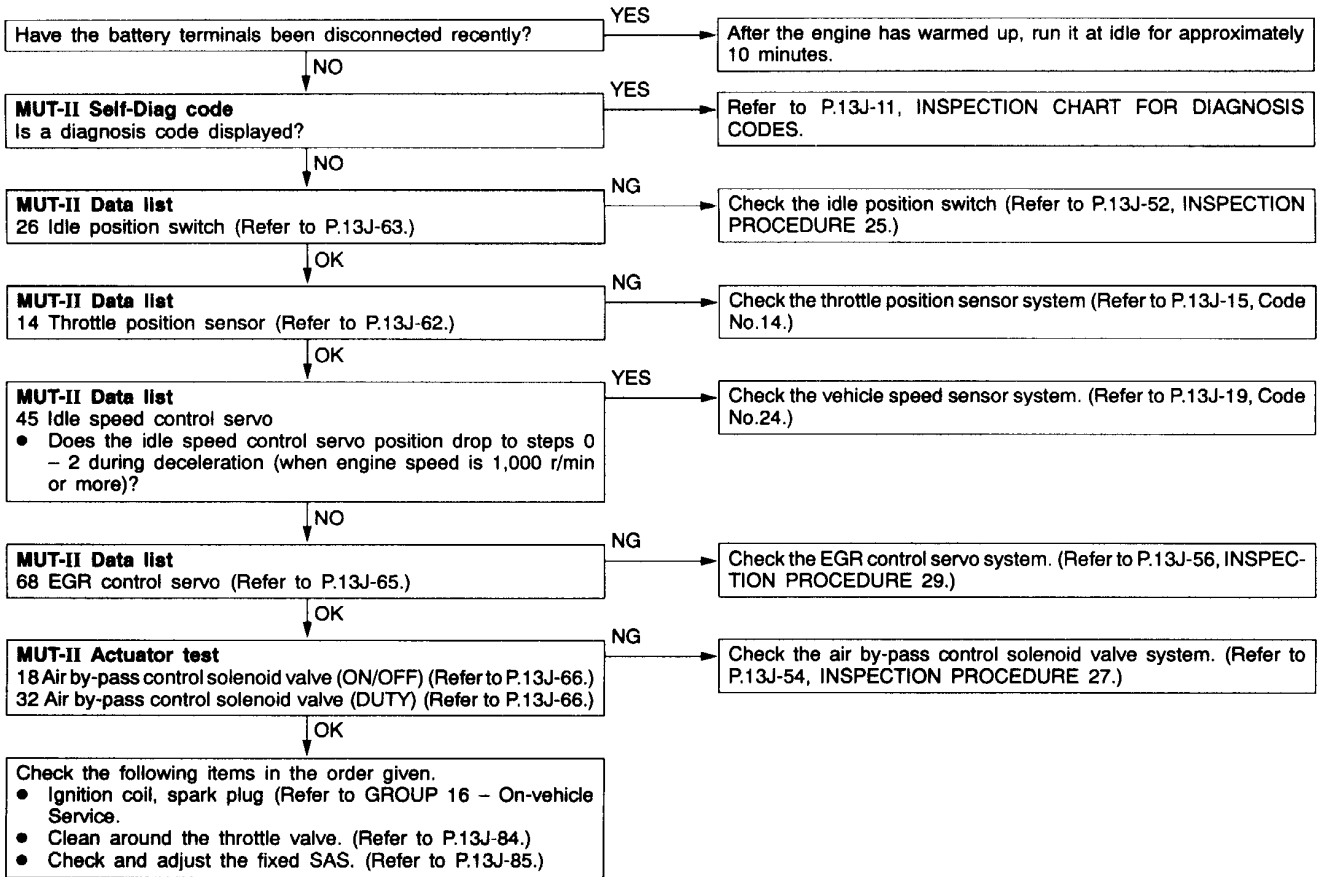 Have the battery terminals been disconnected recently?
YES
After the engine has warmed up, run it at idle for approximately
10 minutes.
NO
MUT-II Self-Diag code
Is a diagnosis code displayed?
YES
Refer to P.13J-11, INSPECTION CHART FOR DIAGNOSIS
CODES.
NO
MUT-II Data list
26 Idle position switch (Refer to P.13J-63.)
NG
Check the idle position switch (Refer to P.13J-52, INSPECTION
PROCEDURE 25.)
OK
MUT-II Data list
14 Throttle position sensor (Refer to P.13J-62.)
NG
Check the throttle position sensor system (Refer to P.13J-15, Code
No.14.)
OK
MUT-II Data list
45 Idle speed control servo
● Does the idle speed control servo position drop to steps 0
– 2 during deceleration (when engine speed is 1,000 r/min
or more)?
YES
Check the vehicle speed sensor system. (Refer to P.13J-19, Code
No.24.)
NO
MUT-II Data list
68 EGR control servo (Refer to P.13J-65.)
NG
Check the EGR control servo system. (Refer to P.13J-56, INSPEC-
TION PROCEDURE 29.)
OK
MUT-II Actuator test
18 Air by-pass control solenoid valve (ON/OFF) (Refer to P.13J-66.)
32 Air by-pass control solenoid valve (DUTY) (Refer to P.13J-66.)
NG
Check the air by-pass control solenoid valve system. (Refer to
P.13J-54, INSPECTION PROCEDURE 27.)
OK
Check the following items in the order given.
● Ignition coil, spark plug (Refer to GROUP 16 – On-vehicle
Service.
● Clean around the throttle valve. (Refer to P.13J-84.)
● Check and adjust the fixed SAS. (Refer to P.13J-85.)